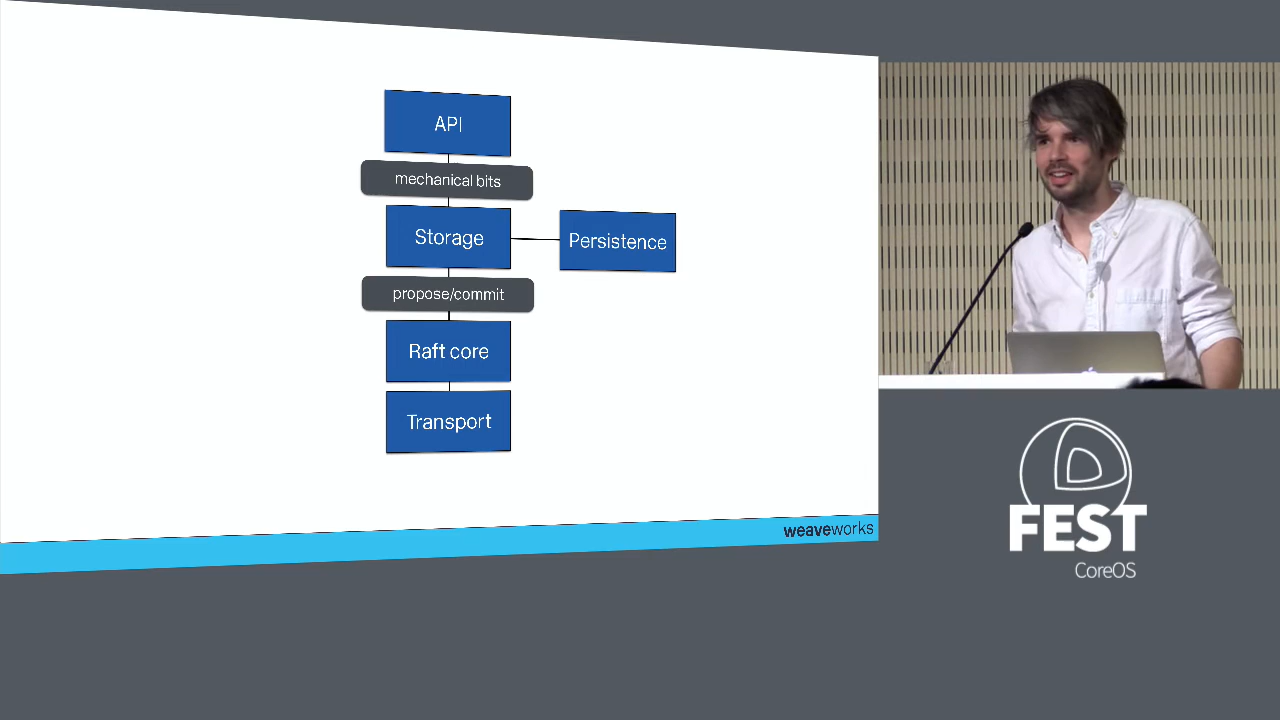 API
mechanical bits
Storage
Persistence
propose/commit
Raft core
Transport
weaveworks
FEST
CoreOS